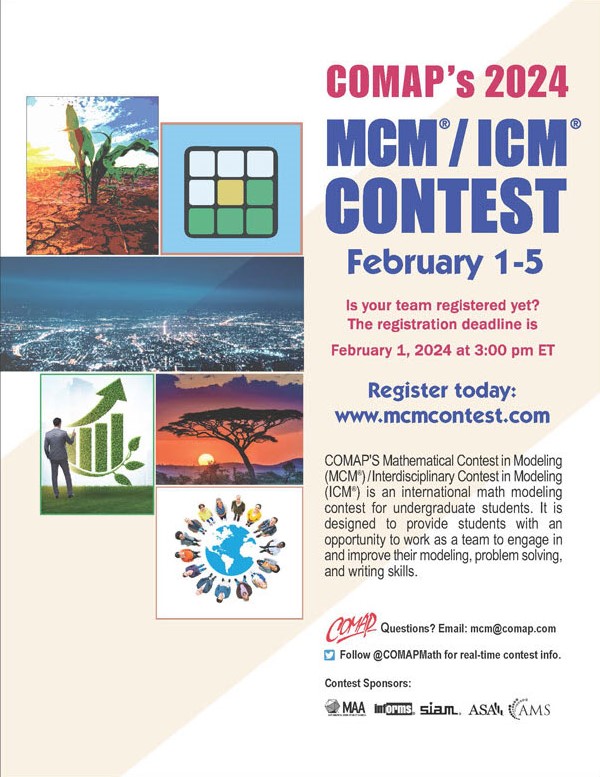 COMAP's 2024
MCM®/ICM®
CONTEST
February 1-5
Is your team registered yet?
The registration deadline is
February 1, 2024 at 3:00 pm ET
Register today:
www.mcmcontest.com
COMAP'S Mathematical Contest in Modeling
(MCM®)/Interdisciplinary Contest in Modeling
(ICM®) is an international math modeling
contest for undergraduate students. It is
designed to provide students with an
opportunity to work as a team to engage in
and improve their modeling, problem solving,
and writing skills.
COMAP Questions? Email: mcm@comap.com
Follow @COMAPMath for real-time contest info.
Contest Sponsors:
MAA informs. siam. ASA AMS